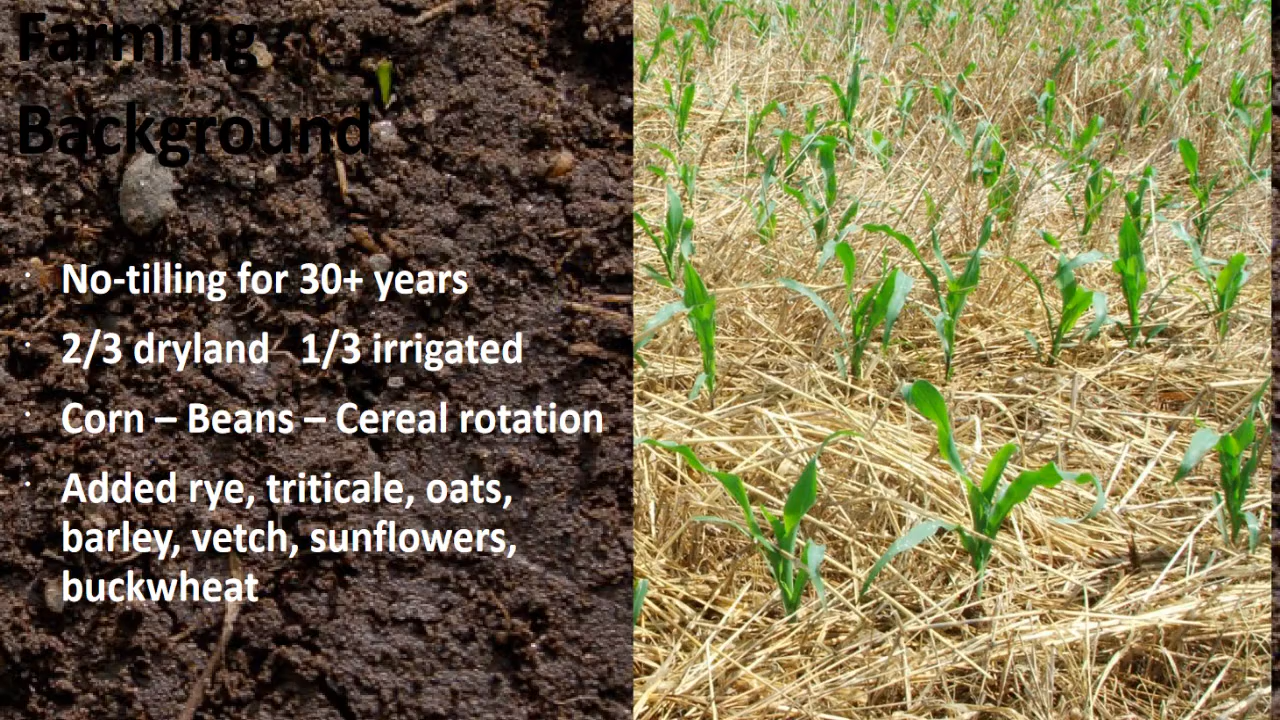 Farming
Background
· No-tilling for 30+ years
· 2/3 dryland 1/3 irrigated
· Corn – Beans – Cereal rotation
· Added rye, triticale, oats,
barley, vetch, sunflowers,
buckwheat